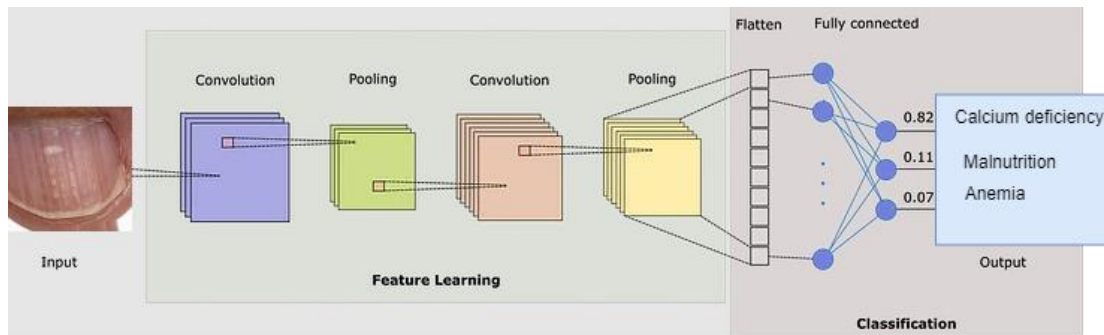 Flatten
Fully connected
Convolution
Pooling
Convolution
Pooling
0.82
Calcium deficiency
0.11
Malnutrition
0.07
Anemia
Input
Output
Feature Learning
Classification